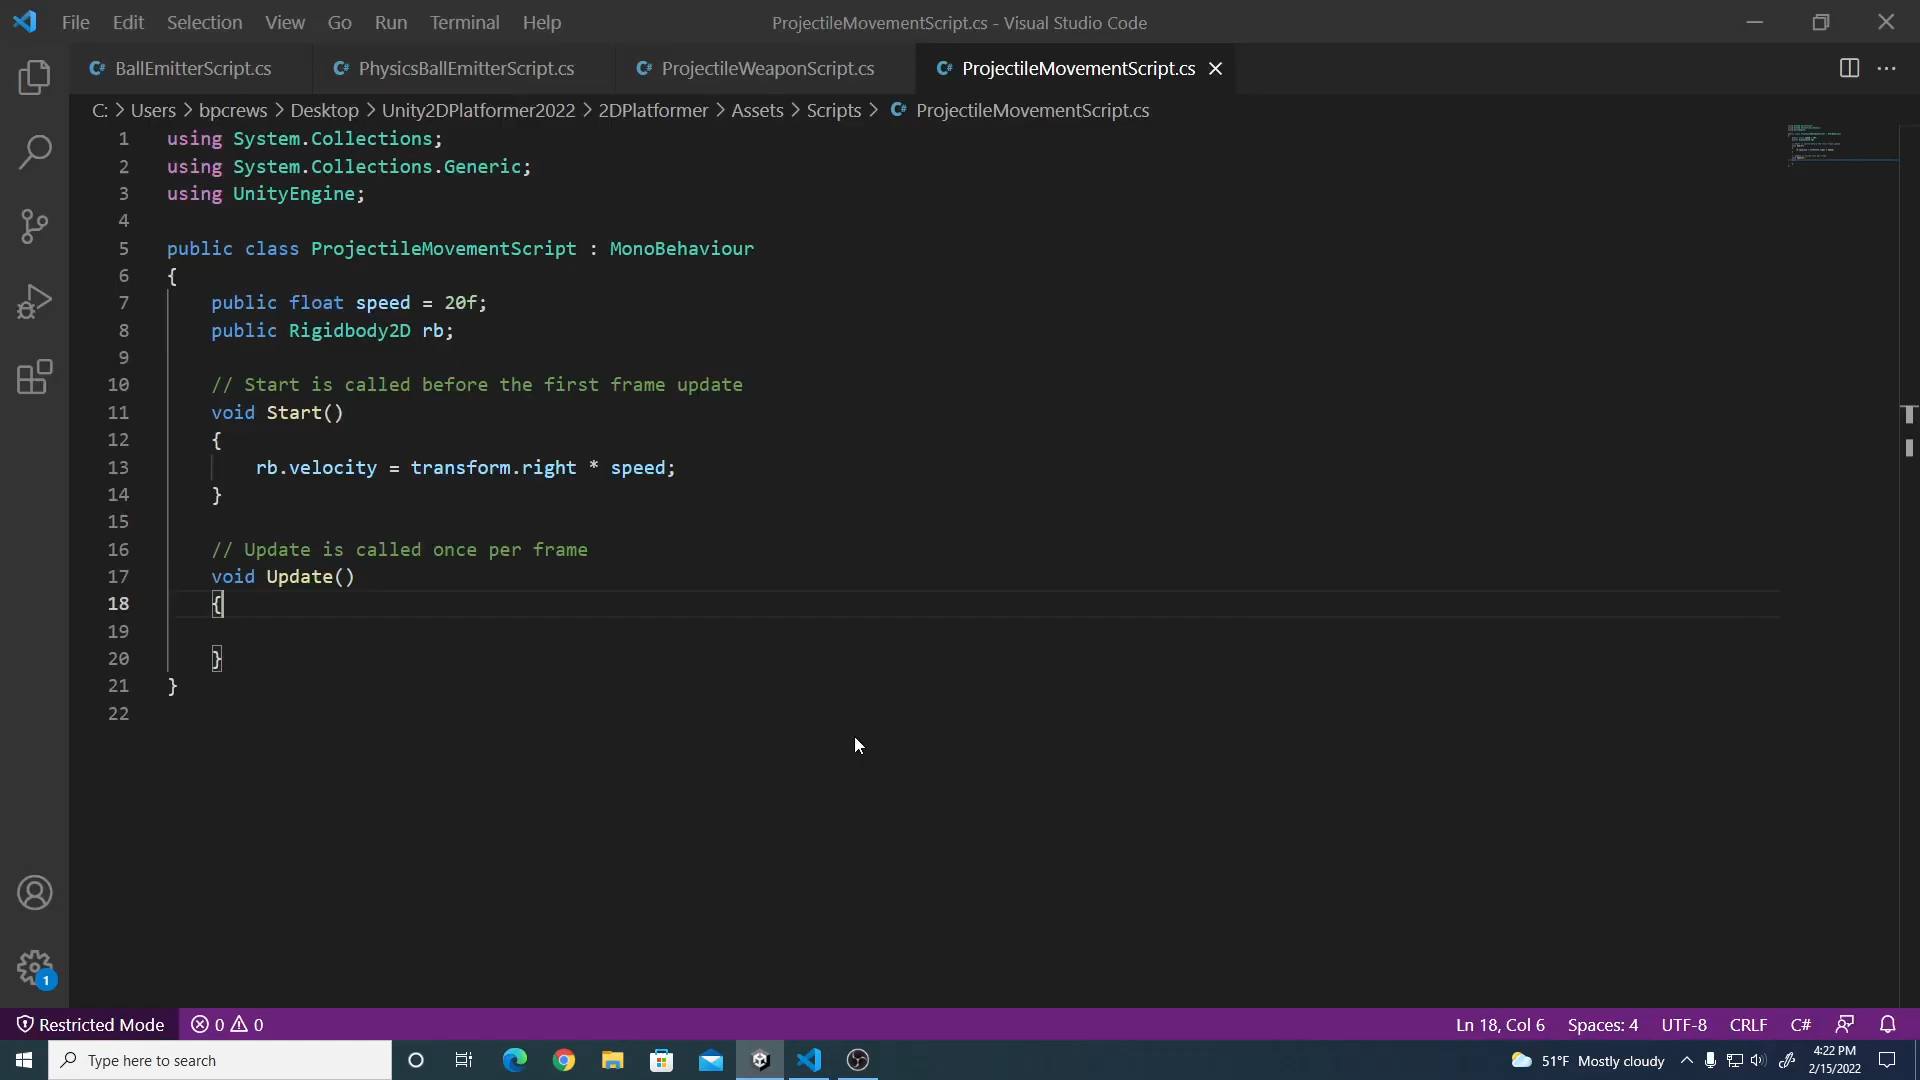 File Edit Selection View Go Run Terminal Help ProjectileMovementScript.cs - Visual Studio Code
C# BallEmitterScript.cs C# PhysicsBallEmitterScript.cs C# ProjectileWeaponScript.cs C# ProjectileMovementScript.cs
C: > Users > bpcrews > Desktop > Unity2DPlatformer2022 > 2DPlatformer > Assets > Scripts > C# ProjectileMovementScript.cs
1 using System.Collections;
2 using System.Collections.Generic;
3 using UnityEngine;
4
5 public class ProjectileMovementScript : MonoBehaviour
6 {
7     public float speed = 20f;
8     public Rigidbody2D rb;
9
10     // Start is called before the first frame update
11     void Start()
12     {
13         rb.velocity = transform.right * speed;
14     }
15
16     // Update is called once per frame
17     void Update()
18     {
19
20     }
21 }
22
1
Restricted Mode 0 0 Ln 18, Col 6 Spaces: 4 UTF-8 CRLF C#
Type here to search 51°F Mostly cloudy 4:22 PM
2/15/2022